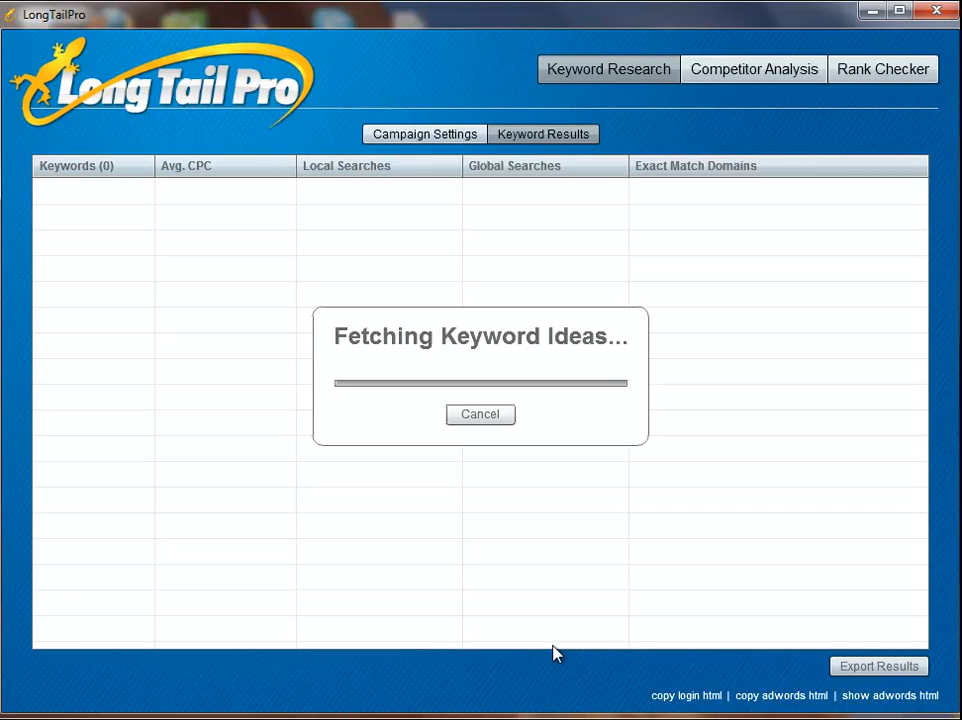 LongTailPro
Long Tail Pro
Keyword Research Competitor Analysis Rank Checker
Campaign Settings Keyword Results
Keywords (0) Avg. CPC Local Searches Global Searches Exact Match Domains
Fetching Keyword Ideas...
Cancel
Export Results
copy login html | copy adwords html | show adwords html